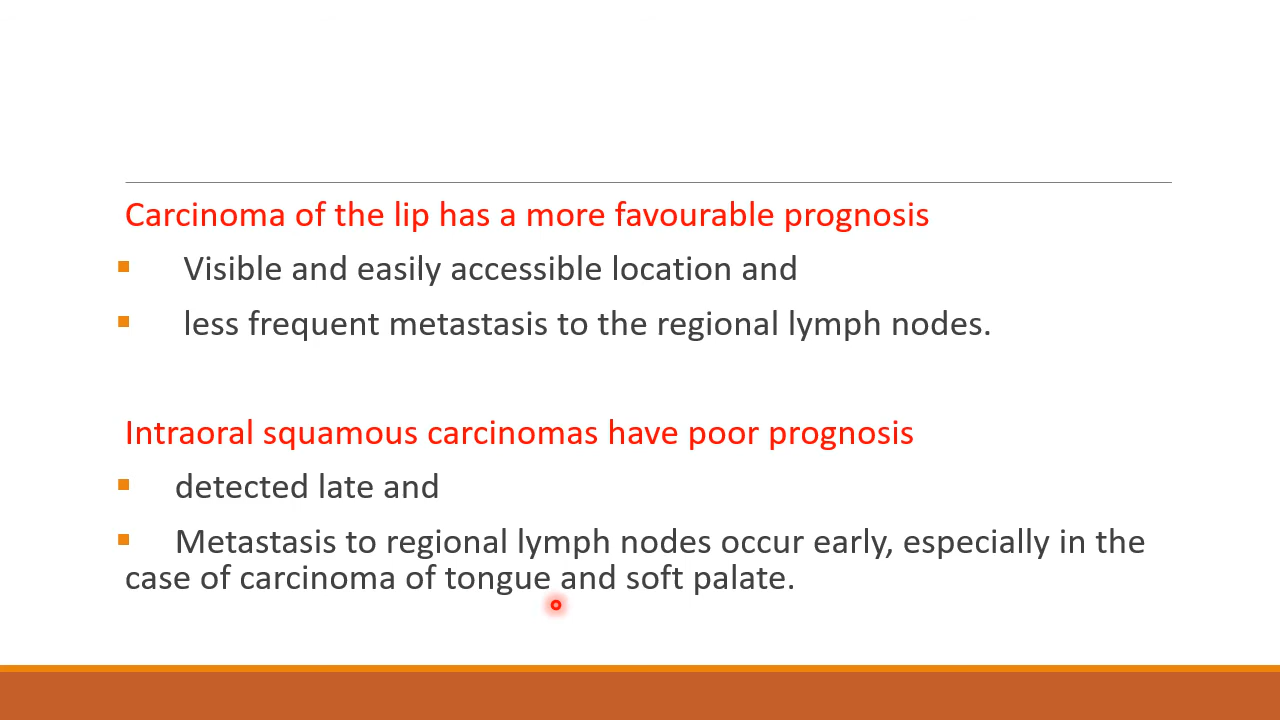 Carcinoma of the lip has a more favourable prognosis
Visible and easily accessible location and
less frequent metastasis to the regional lymph nodes.
Intraoral squamous carcinomas have poor prognosis
detected late and
Metastasis to regional lymph nodes occur early, especially in the
case of carcinoma of tongue and soft palate.